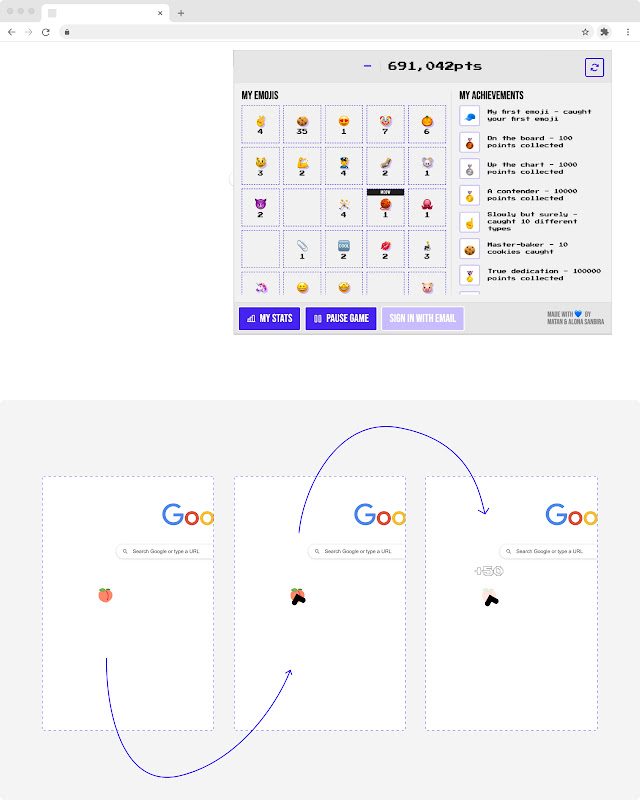 — 691,042pts
MY EMOJIS
4 35 1 7 6
3 2 4 2 1
MEOW
2 4 1 1
COOL
1 2 2 3
MY ACHIEVEMENTS
My first emoji - caught
your first emoji
On the board - 100
points collected
Up the chart - 1000
points collected
A contender - 10000
points collected
Slowly but surely -
caught 10 different
types
Master-baker - 10
cookies caught
True dedication - 100000
points collected
MY STATS
PAUSE GAME
SIGN IN WITH EMAIL
MADE WITH 💙 BY
MATAN & ALONA SANBIRA
Goo
Search Google or type a URL
Goo
Search Google or type a URL
Goo
Search Google or type a URL
+50